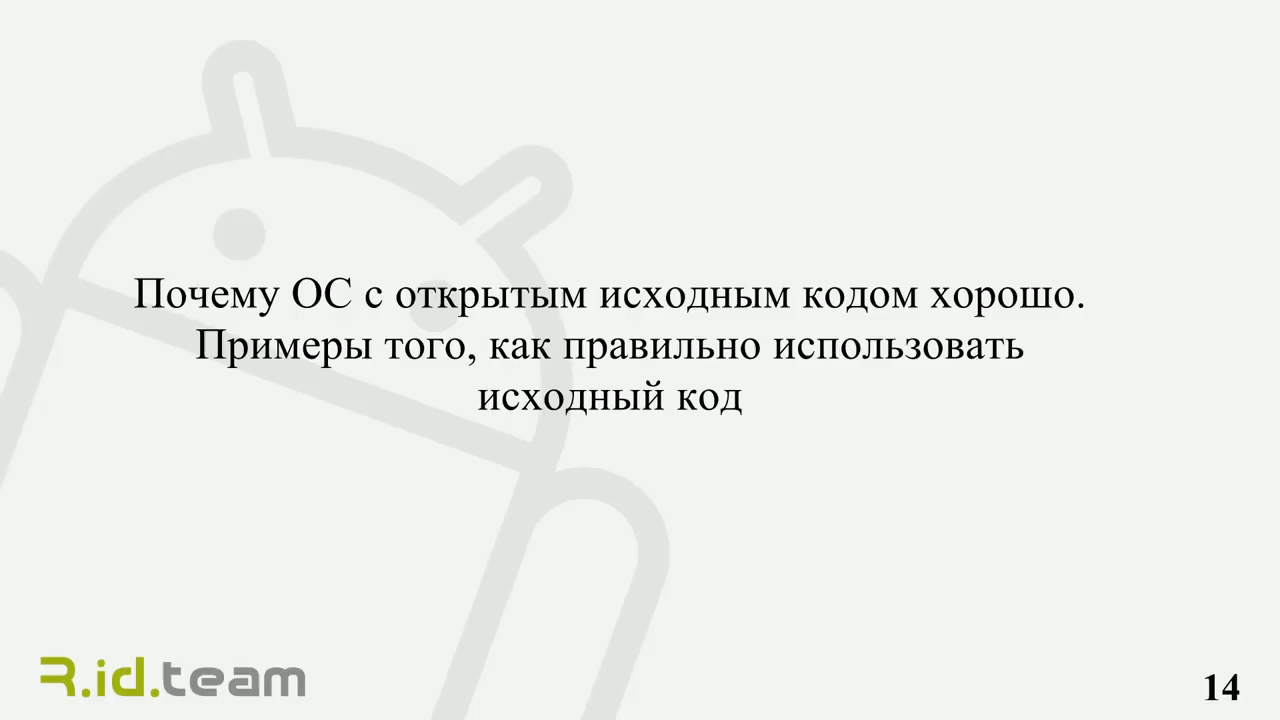 Почему ОС с открытым исходным кодом хорошо.
Примеры того, как правильно использовать
исходный код
R.id.team
14